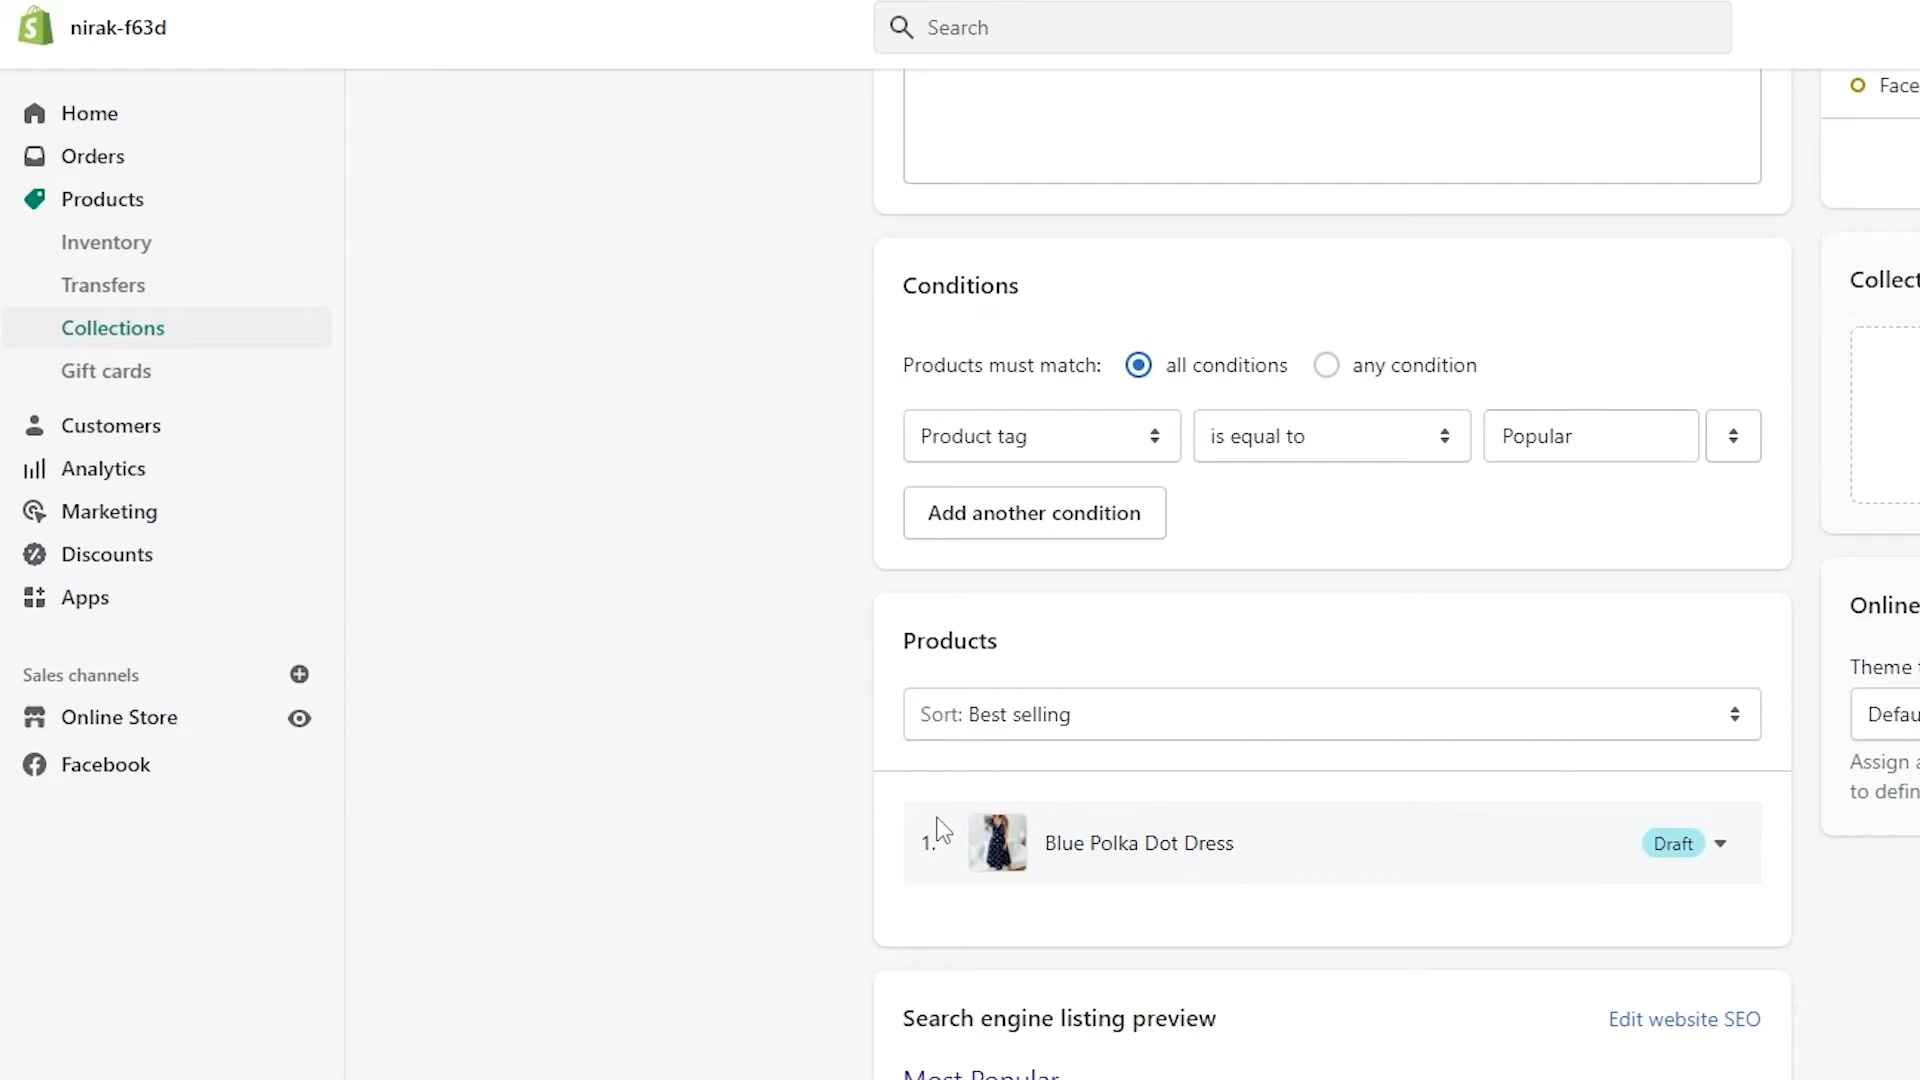 nirak-f63d
Search
Home
Orders
Products
Inventory
Transfers
Collections
Gift cards
Customers
Analytics
Marketing
Discounts
Apps
Sales channels
Online Store
Facebook
Conditions
Products must match: all conditions any condition
Product tag is equal to Popular
Add another condition
Products
Sort: Best selling
1. Blue Polka Dot Dress Draft
Search engine listing preview Edit website SEO
Most Popular
Face
Collect
Online
Theme
Defau
Assign a
to defin